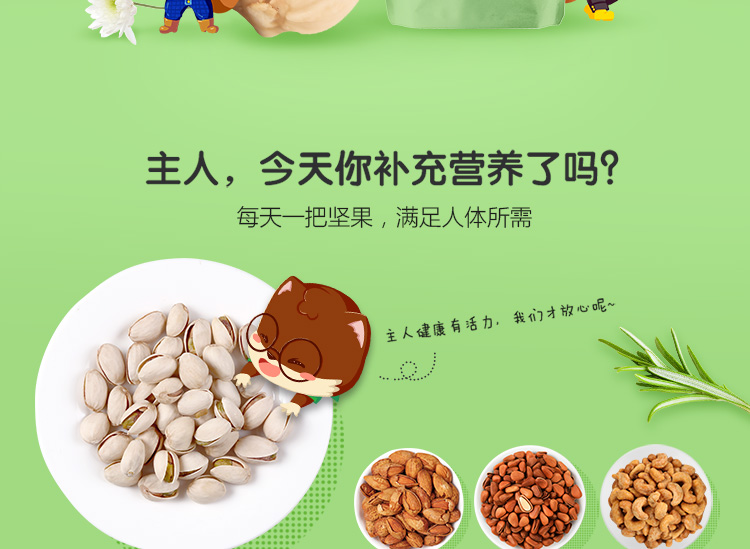 主人，今天你补充营养了吗？
每天一把坚果，满足人体所需
主人健康有活力，我们才放心呢~